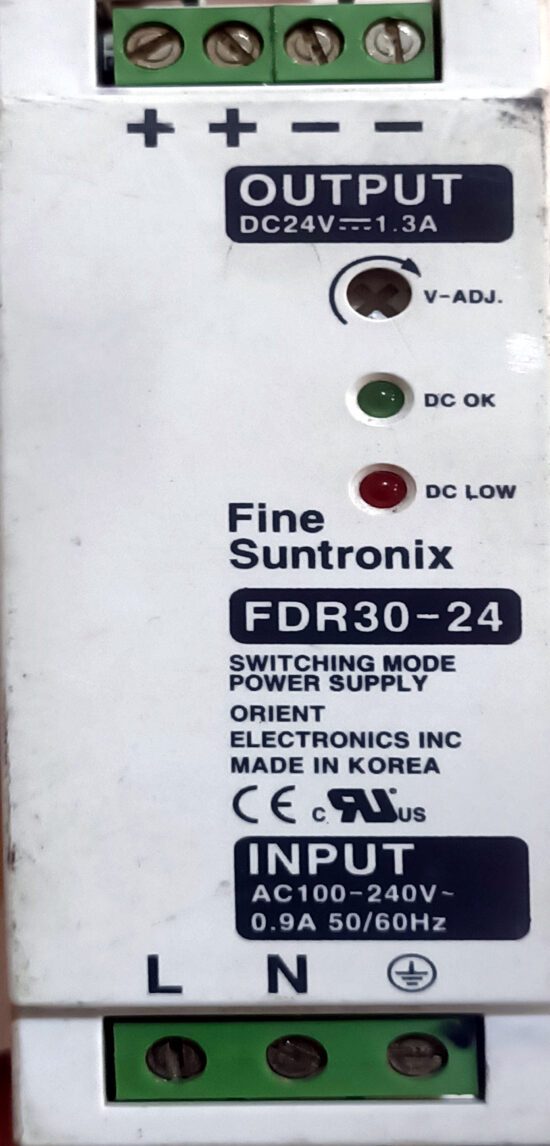 + + − −
OUTPUT
DC24V⎓1.3A
V-ADJ.
DC OK
DC LOW
Fine
Suntronix
FDR30-24
SWITCHING MODE
POWER SUPPLY
ORIENT
ELECTRONICS INC
MADE IN KOREA
CE c RU US
INPUT
AC100-240V~
0.9A 50/60Hz
L N ⏚